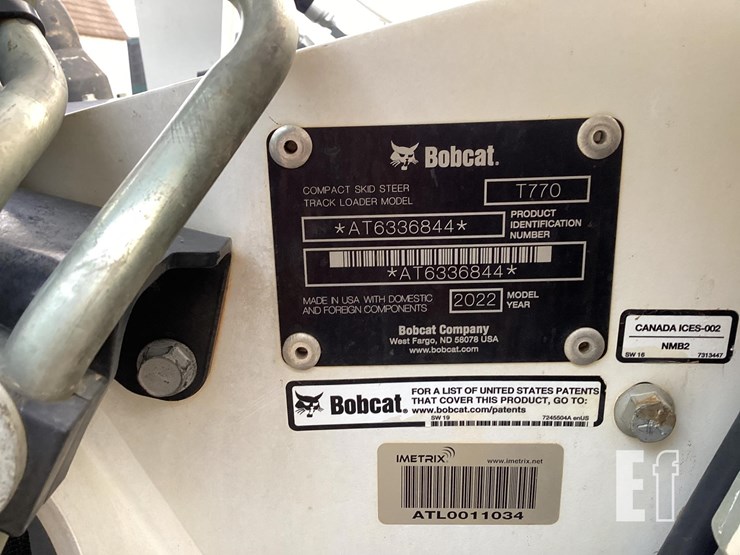 Bobcat.
COMPACT SKID STEER
TRACK LOADER MODEL
T770
*AT6336844*
PRODUCT
IDENTIFICATION
NUMBER
*AT6336844*
MADE IN USA WITH DOMESTIC
AND FOREIGN COMPONENTS
2022
MODEL
YEAR
Bobcat Company
West Fargo, ND 58078 USA
www.bobcat.com
CANADA ICES-002
NMB2
SW 16 7313447
Bobcat.
FOR A LIST OF UNITED STATES PATENTS
THAT COVER THIS PRODUCT, GO TO:
www.bobcat.com/patents
SW 19 7245504A enUS
IMETRIX www.imetrix.net
ATL0011034
Ef